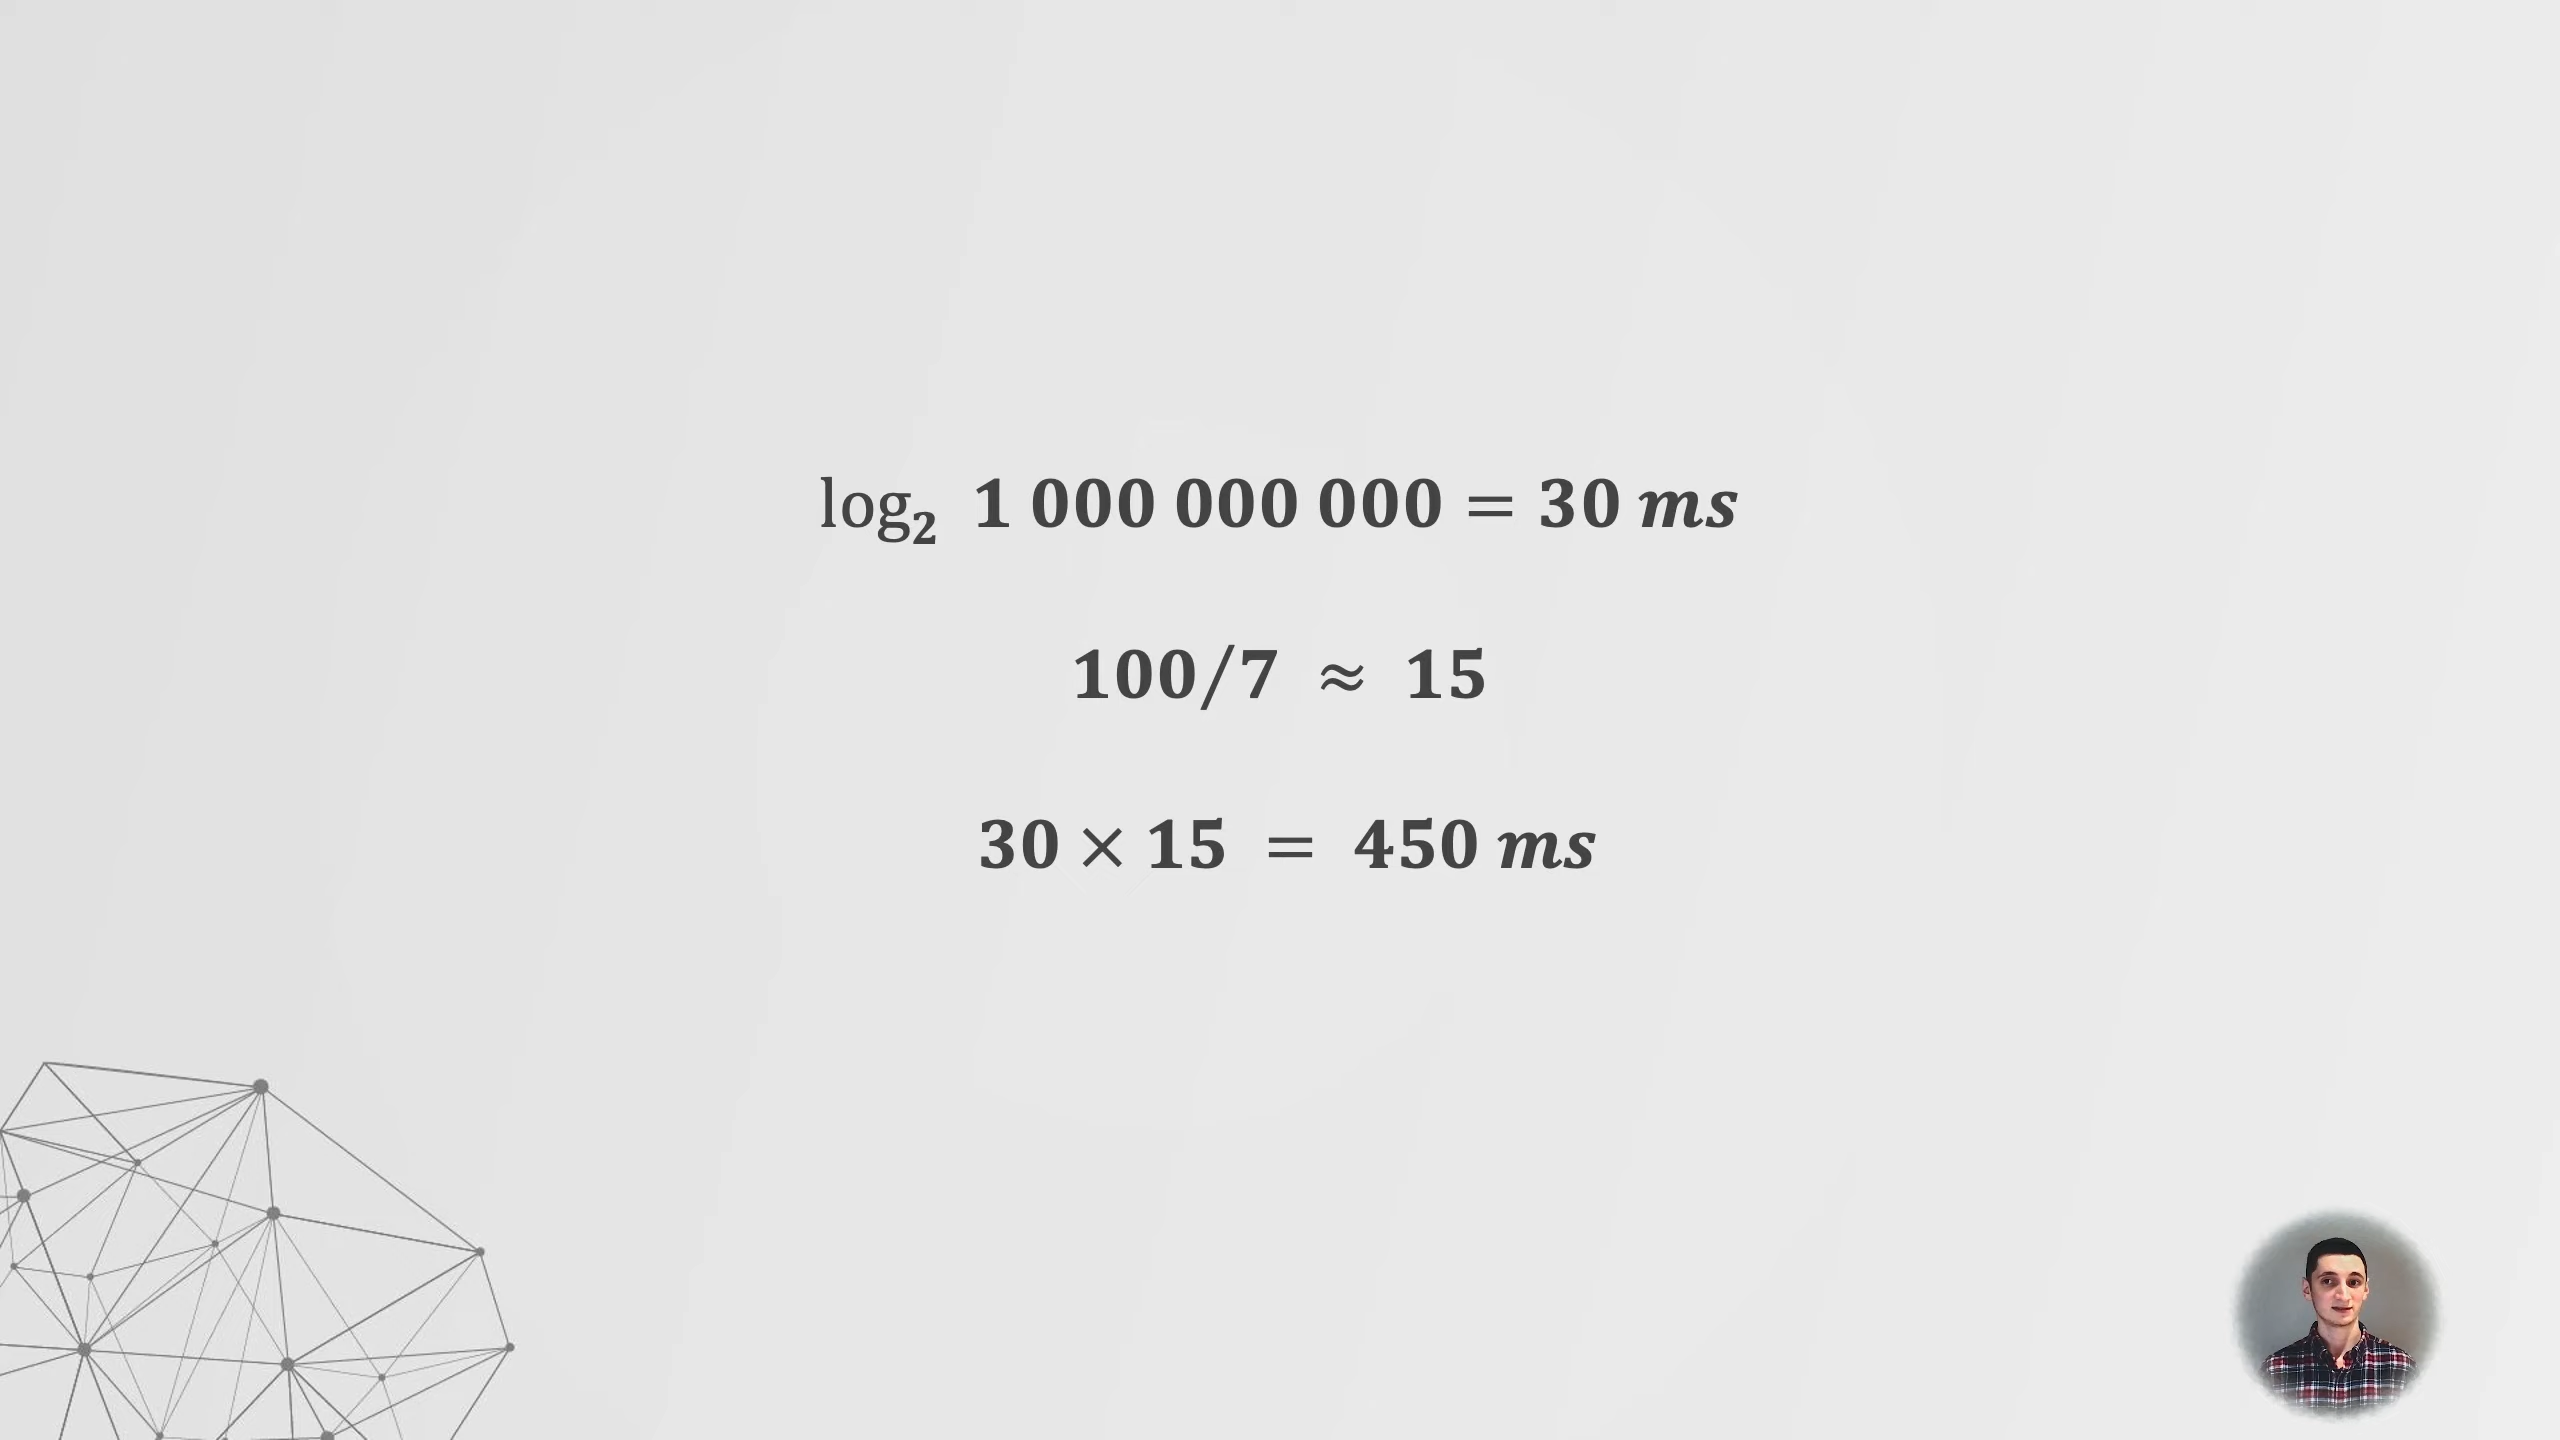 log₂ 1 000 000 000 = 30 ms
100/7 ≈ 15
30 × 15 = 450 ms